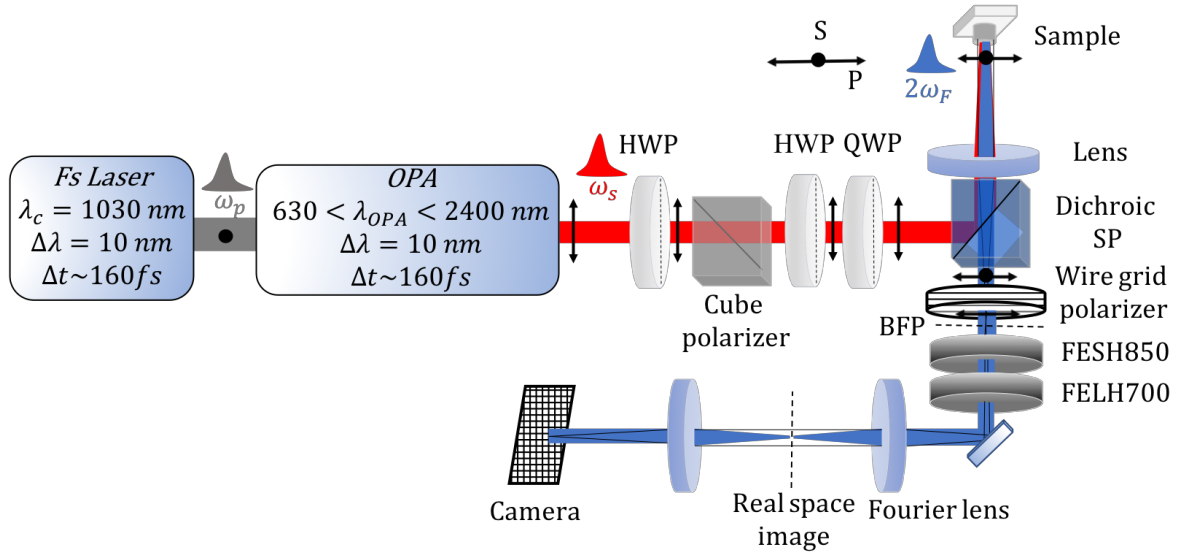 S
P
Sample
2ω_F
Fs Laser
λ_c = 1030 nm
Δλ = 10 nm
Δt~160fs
ω_p
OPA
630 < λ_OPA < 2400 nm
Δλ = 10 nm
Δt~160fs
ω_s
HWP
Cube
polarizer
HWP
QWP
Lens
Dichroic
SP
Wire grid
polarizer
BFP
FESH850
FELH700
Camera
Real space
image
Fourier lens